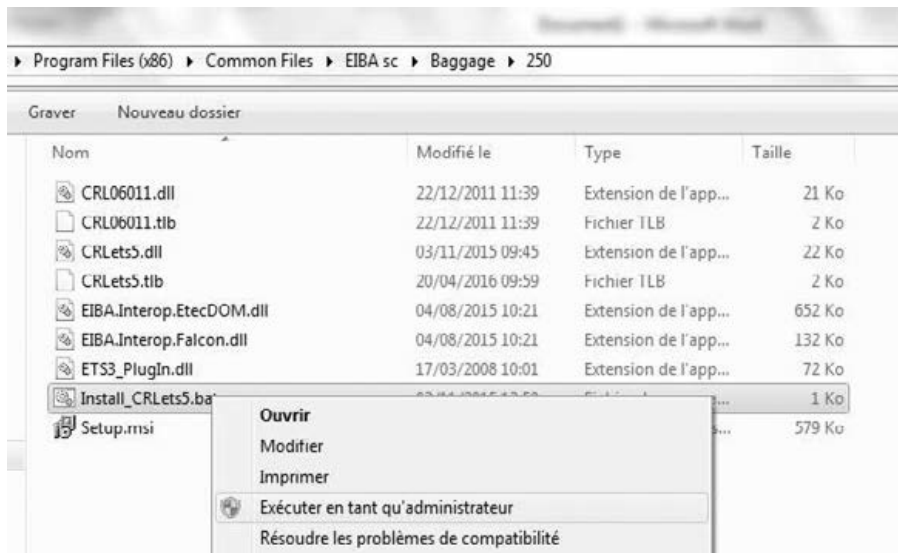 Program Files (x86) ▸ Common Files ▸ EIBA sc ▸ Baggage ▸ 250
Graver Nouveau dossier
Nom Modifié le Type Taille
CRL06011.dll 22/12/2011 11:39 Extension de l'app... 21 Ko
CRL06011.tlb 22/12/2011 11:39 Fichier TLB 2 Ko
CRLets5.dll 03/11/2015 09:45 Extension de l'app... 22 Ko
CRLets5.tlb 20/04/2016 09:59 Fichier TLB 2 Ko
EIBA.Interop.EtecDOM.dll 04/08/2015 10:21 Extension de l'app... 652 Ko
EIBA.Interop.Falcon.dll 04/08/2015 10:21 Extension de l'app... 132 Ko
ETS3_PlugIn.dll 17/03/2008 10:01 Extension de l'app... 72 Ko
Install_CRLets5.bat 1 Ko
Setup.msi 579 Ko
Ouvrir
Modifier
Imprimer
Exécuter en tant qu'administrateur
Résoudre les problèmes de compatibilité